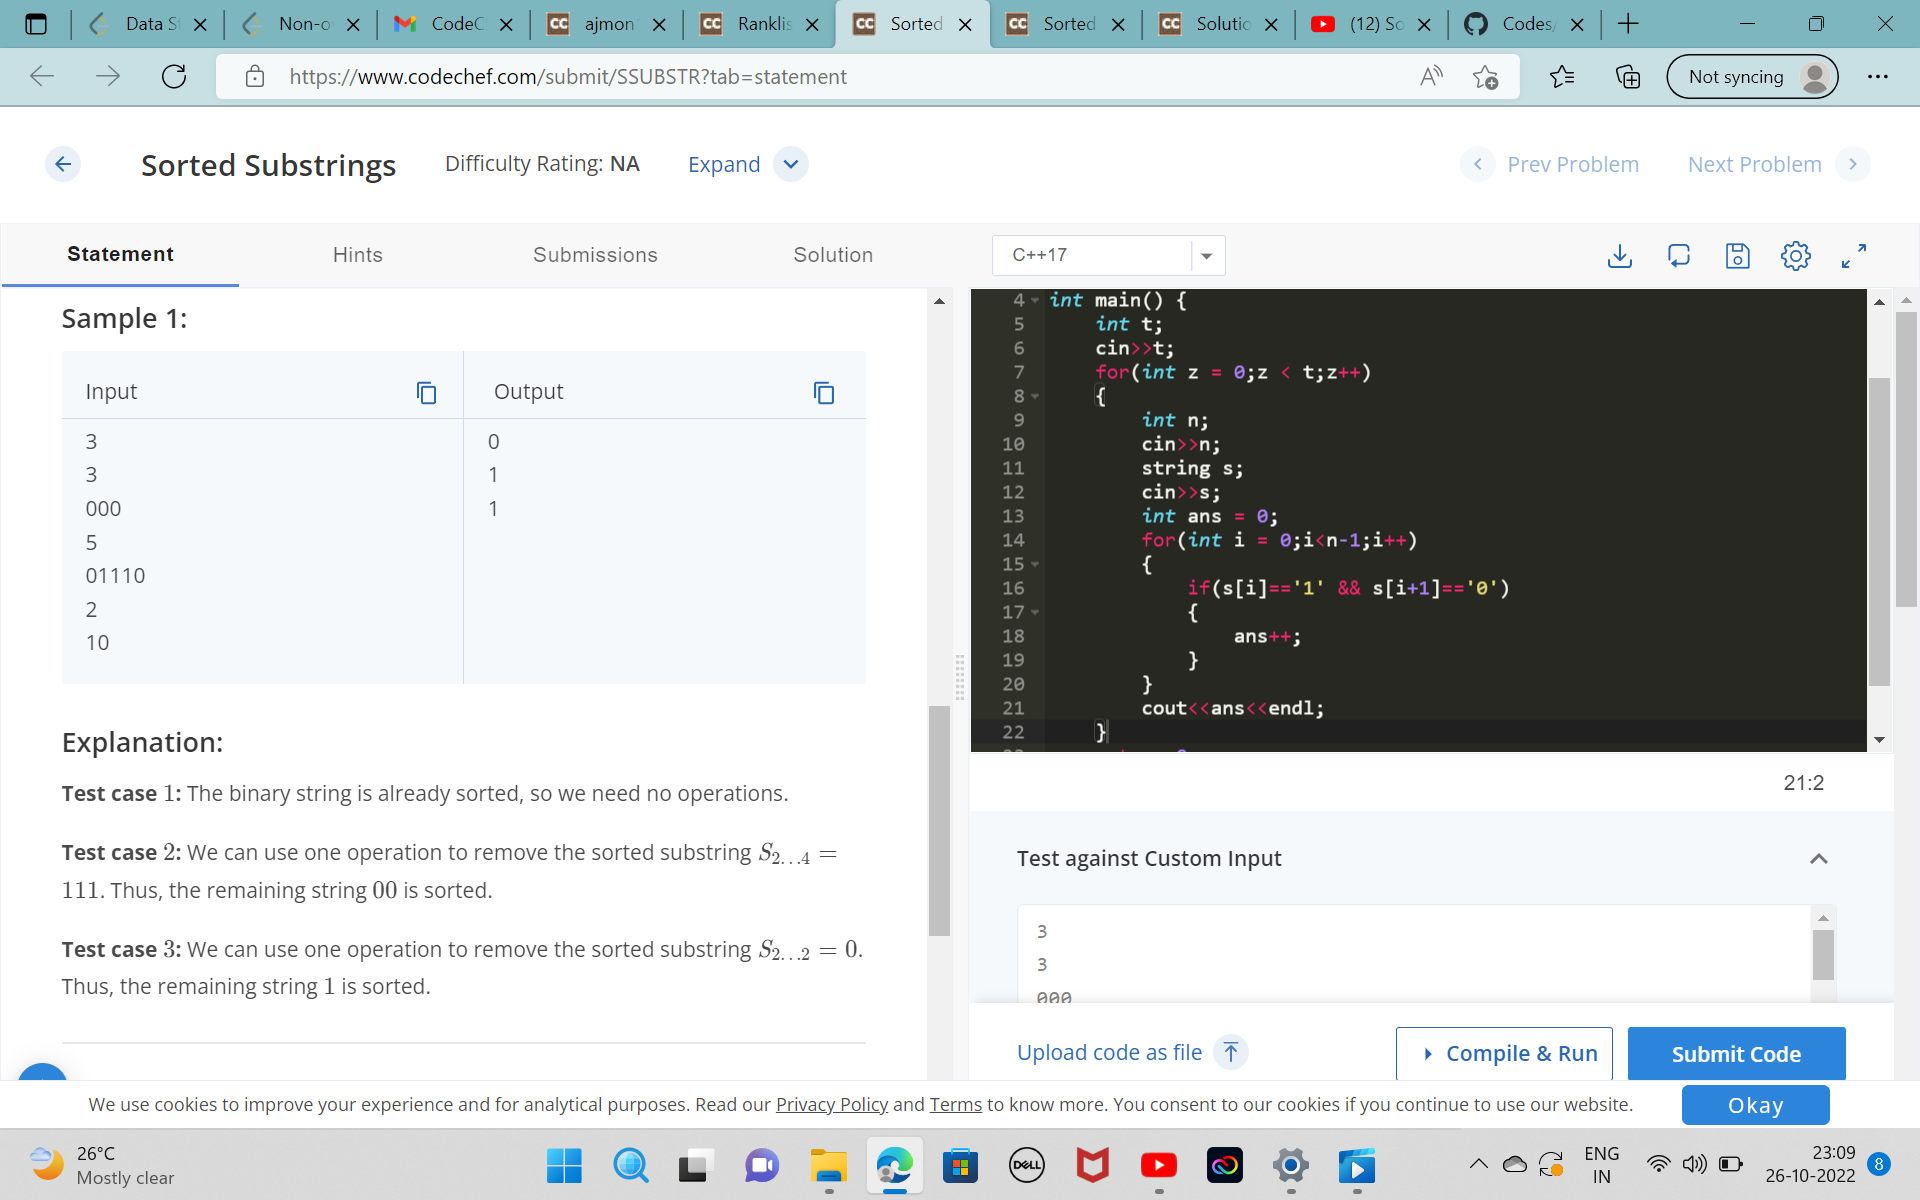 Data S
Non-o
CodeC
ajmon
Ranklis
Sorted
Sorted
Solutio
(12) So
Codes/
https://www.codechef.com/submit/SSUBSTR?tab=statement
Not syncing
Sorted Substrings
Difficulty Rating: NA
Expand
Prev Problem
Next Problem
Statement
Hints
Submissions
Solution
C++17
Sample 1:
Input
Output
3
3
000
5
01110
2
10
0
1
1
Explanation:
Test case 1: The binary string is already sorted, so we need no operations.
Test case 2: We can use one operation to remove the sorted substring S2...4 =
111. Thus, the remaining string 00 is sorted.
Test case 3: We can use one operation to remove the sorted substring S2...2 = 0.
Thus, the remaining string 1 is sorted.
4 int main() {
5 int t;
6 cin>>t;
7 for(int z = 0;z < t;z++)
8 {
9 int n;
10 cin>>n;
11 string s;
12 cin>>s;
13 int ans = 0;
14 for(int i = 0;i<n-1;i++)
15 {
16 if(s[i]=='1' && s[i+1]=='0')
17 {
18 ans++;
19 }
20 }
21 cout<<ans<<endl;
22 }
21:2
Test against Custom Input
3
3
000
Upload code as file
Compile & Run
Submit Code
We use cookies to improve your experience and for analytical purposes. Read our Privacy Policy and Terms to know more. You consent to our cookies if you continue to use our website.
Okay
26°C
Mostly clear
DELL
ENG
IN
23:09
26-10-2022
8